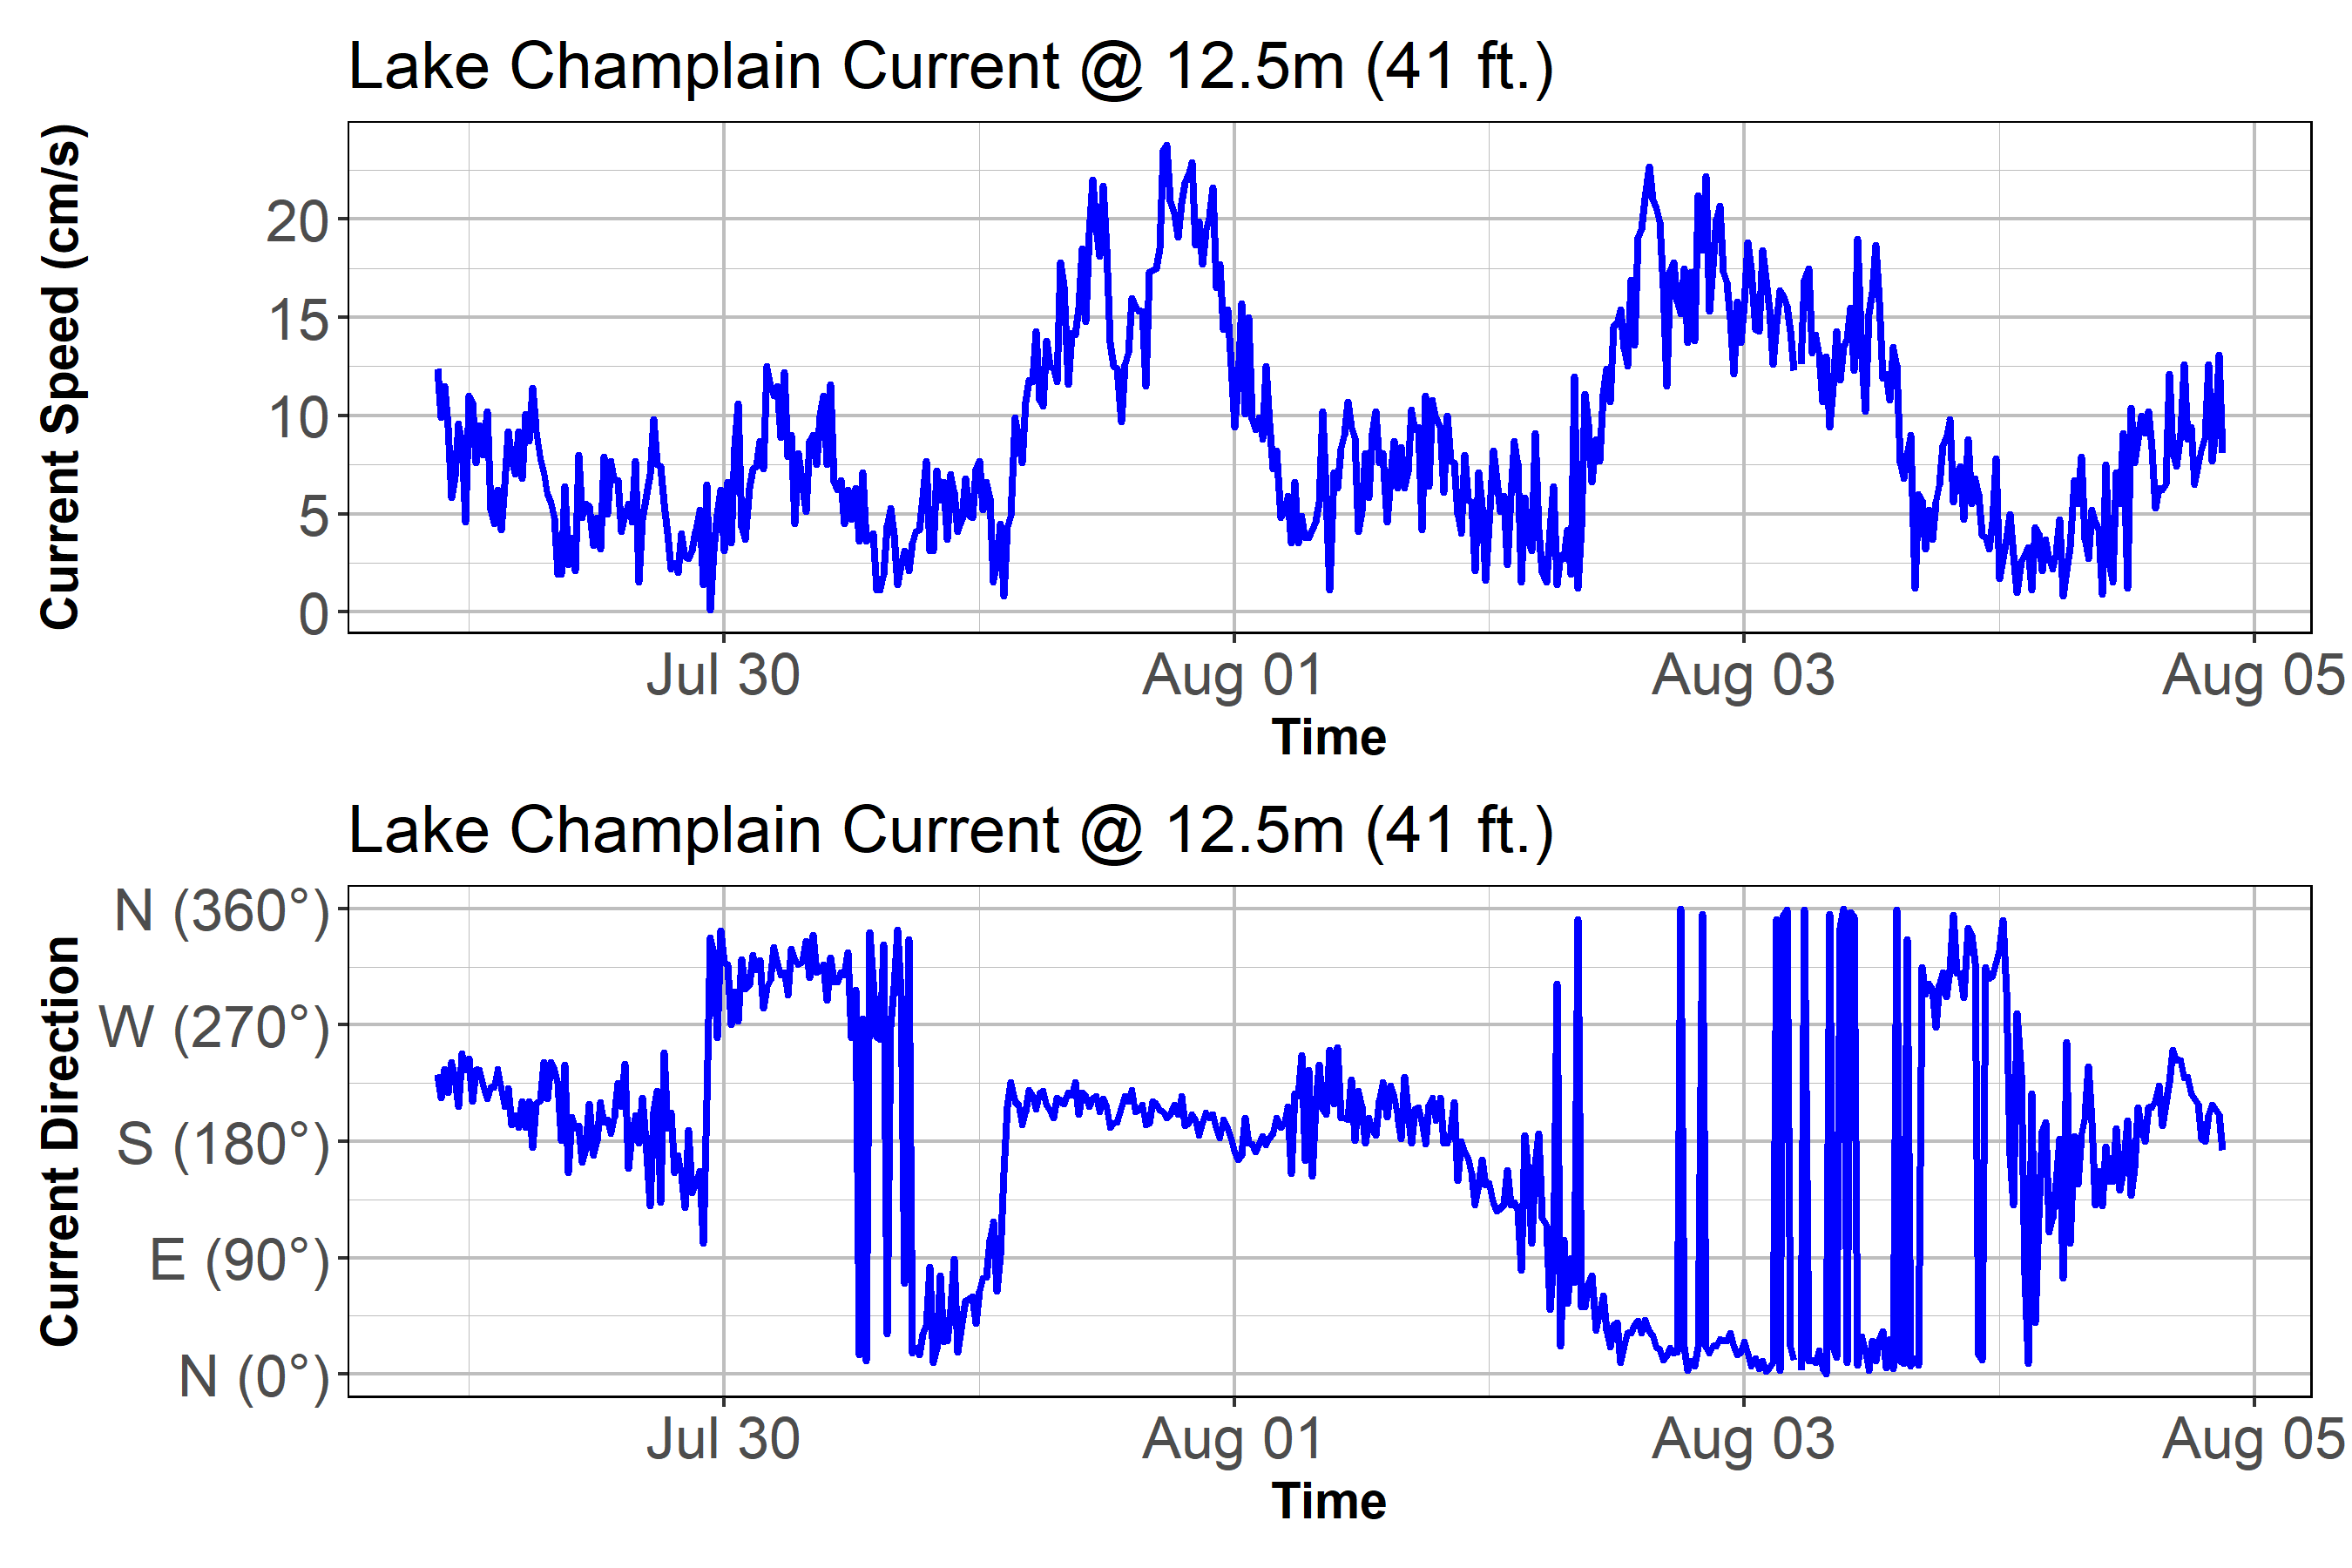 Lake Champlain Current @ 12.5m (41 ft.)
Current Speed (cm/s)
20
15
10
5
0
Jul 30 Aug 01 Aug 03 Aug 05
Time
Lake Champlain Current @ 12.5m (41 ft.)
Current Direction
N (360°)
W (270°)
S (180°)
E (90°)
N (0°)
Jul 30 Aug 01 Aug 03 Aug 05
Time